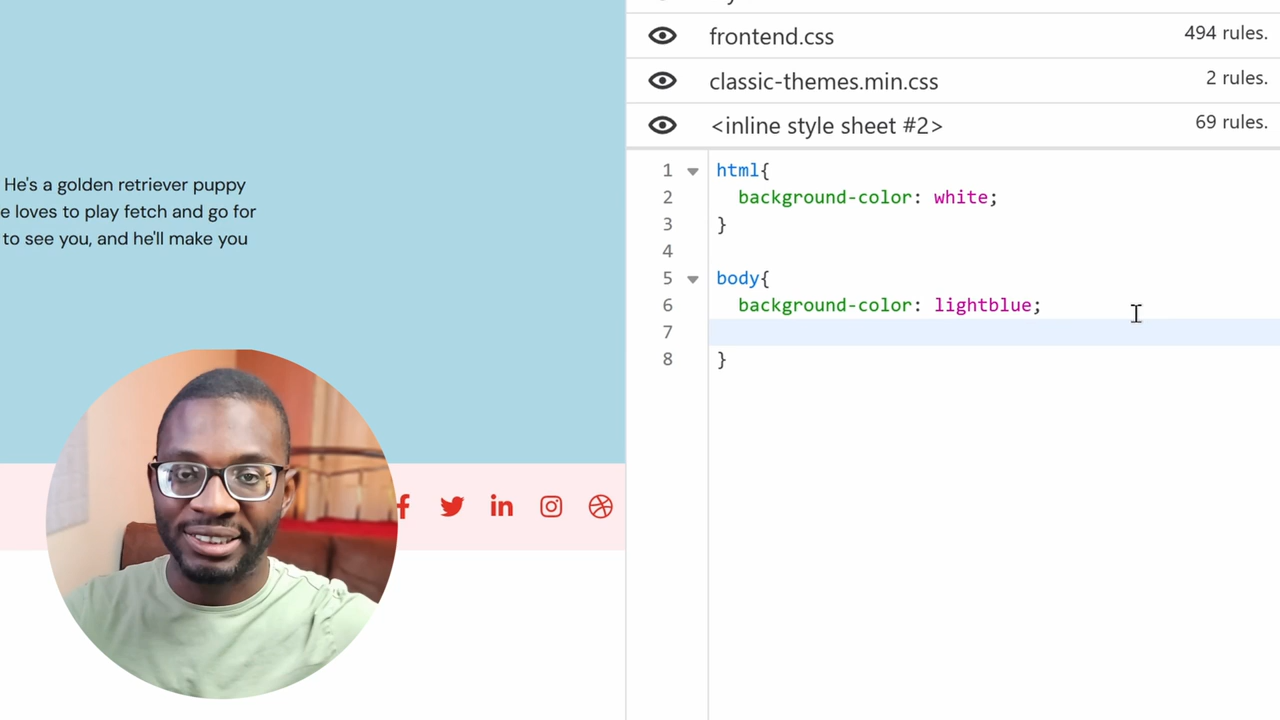 He's a golden retriever puppy
e loves to play fetch and go for
to see you, and he'll make you
frontend.css 494 rules.
classic-themes.min.css 2 rules.
<inline style sheet #2> 69 rules.
1 html{
2 background-color: white;
3 }
4
5 body{
6 background-color: lightblue;
7
8 }
in